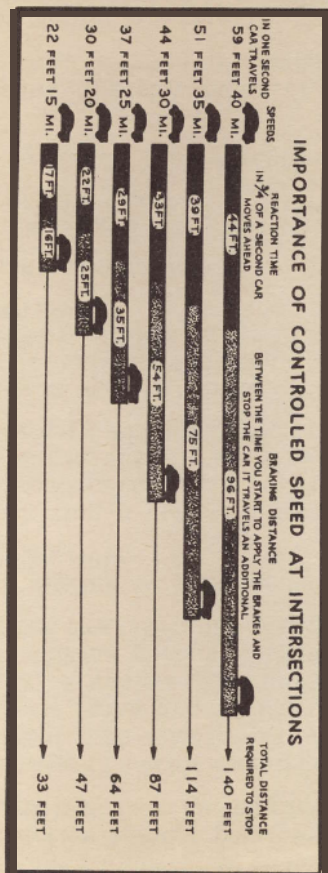 IMPORTANCE OF CONTROLLED SPEED AT INTERSECTIONS
IN ONE SECOND
CAR TRAVELS
SPEEDS
REACTION TIME
IN 3/4 OF A SECOND CAR
MOVES AHEAD
BRAKING DISTANCE
BETWEEN THE TIME YOU START TO APPLY THE BRAKES AND
STOP THE CAR IT TRAVELS AN ADDITIONAL
TOTAL DISTANCE
REQUIRED TO STOP
59 FEET 40 MI. 44 FT. 96 FT. 140 FEET
51 FEET 35 MI. 39 FT. 75 FT. 114 FEET
44 FEET 30 MI. 33 FT. 54 FT. 87 FEET
37 FEET 25 MI. 29 FT. 35 FT. 64 FEET
30 FEET 20 MI. 22 FT. 25 FT. 47 FEET
22 FEET 15 MI. 17 FT. 16 FT. 33 FEET